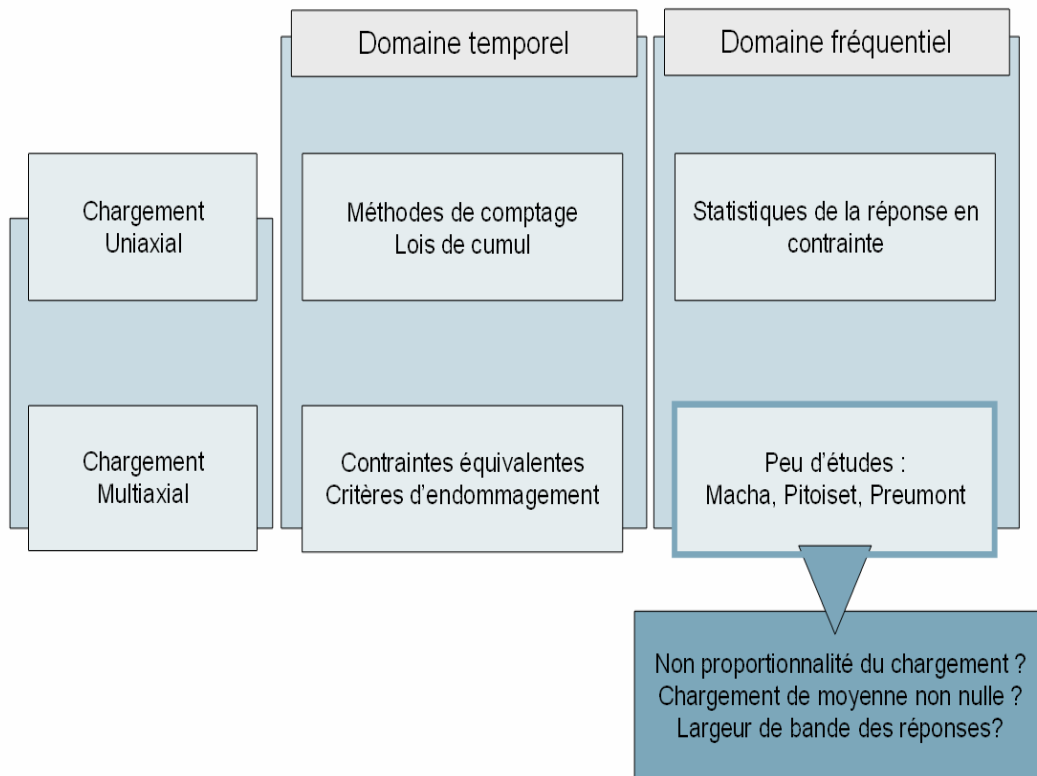 Domaine temporel
Domaine fréquentiel
Chargement
Uniaxial
Méthodes de comptage
Lois de cumul
Statistiques de la réponse en
contrainte
Chargement
Multiaxial
Contraintes équivalentes
Critères d'endommagement
Peu d'études :
Macha, Pitoiset, Preumont
Non proportionnalité du chargement ?
Chargement de moyenne non nulle ?
Largeur de bande des réponses?